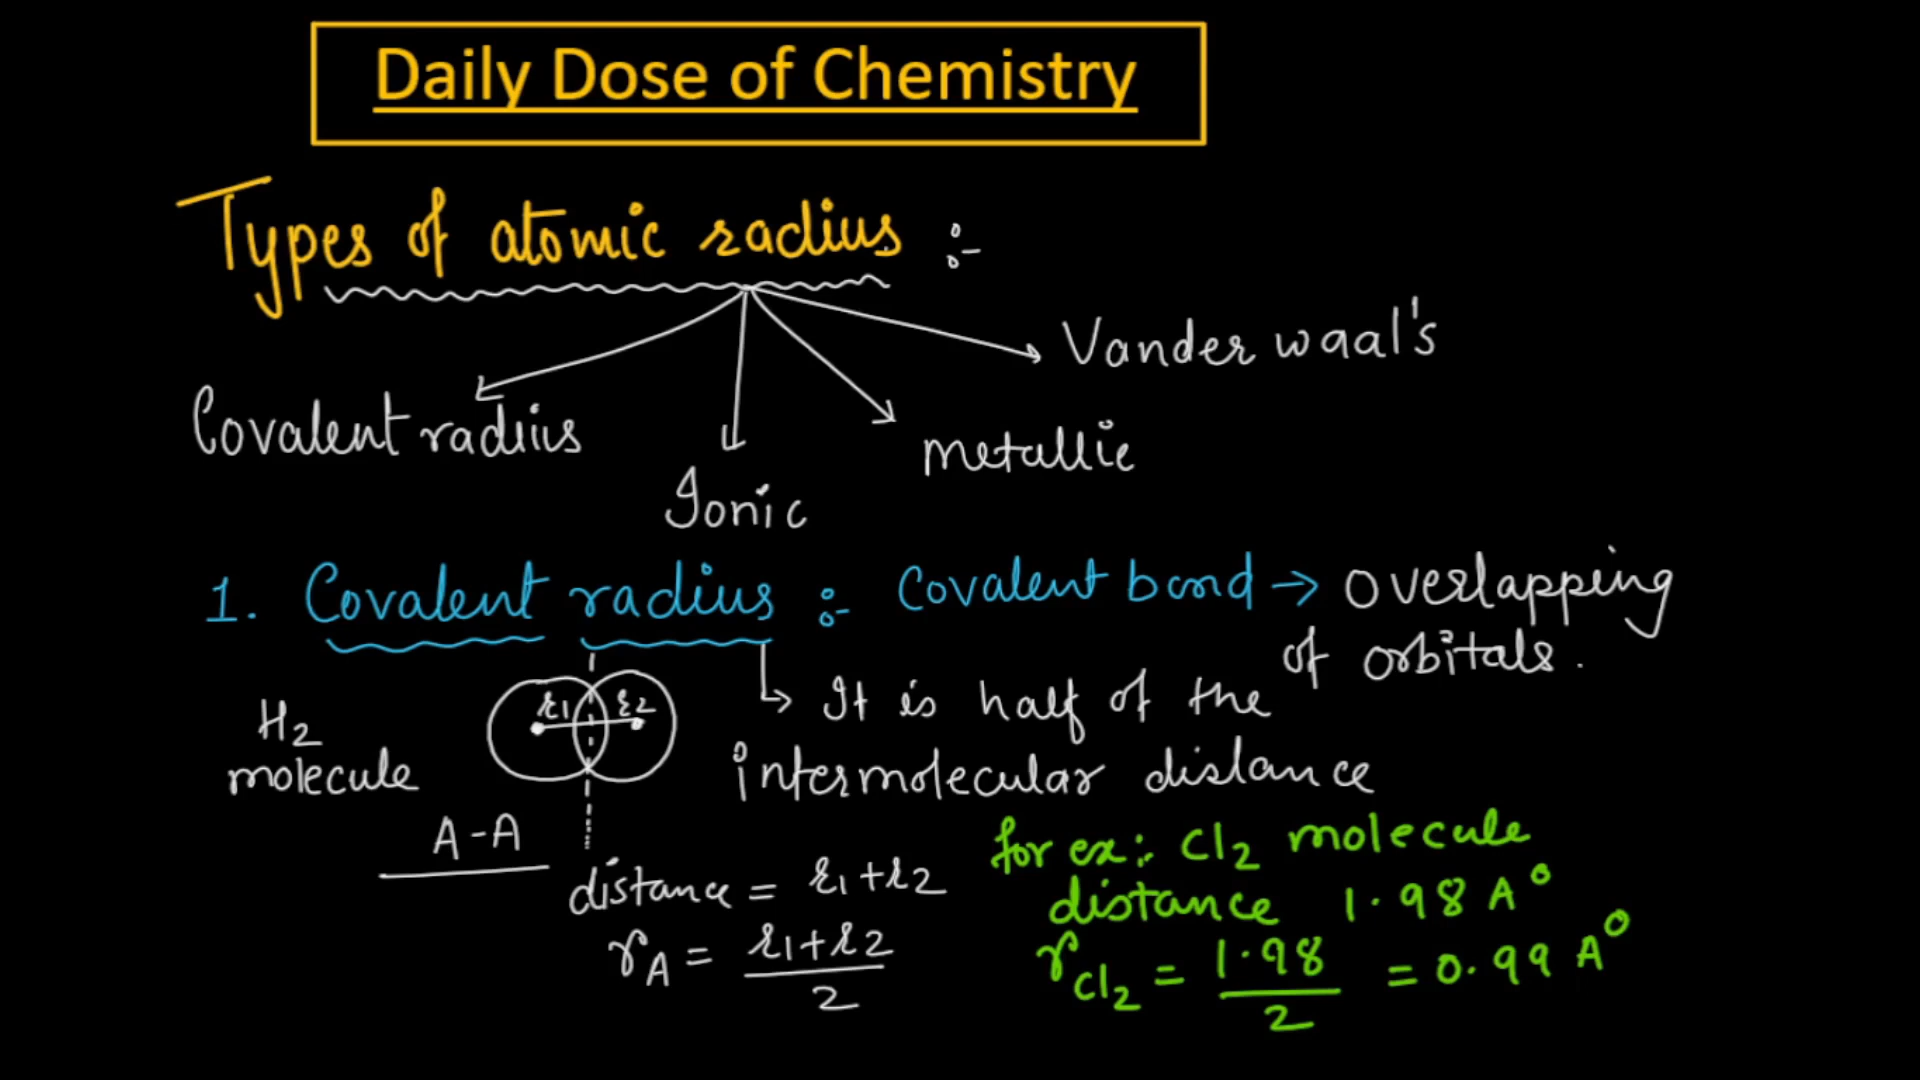 Daily Dose of Chemistry
Types of atomic radius :-
Vander waal's
Covalent radius
metallic
Ionic
1. Covalent radius :- Covalent bond → Overlapping
of orbitals.
r1 r2
It is half of the
H2
molecule
intermolecular distance
A-A
for ex:- Cl2 molecule
distance = r1+r2
distance 1.98 A°
rA = r1+r2 / 2
rCl2 = 1.98 / 2 = 0.99 A°